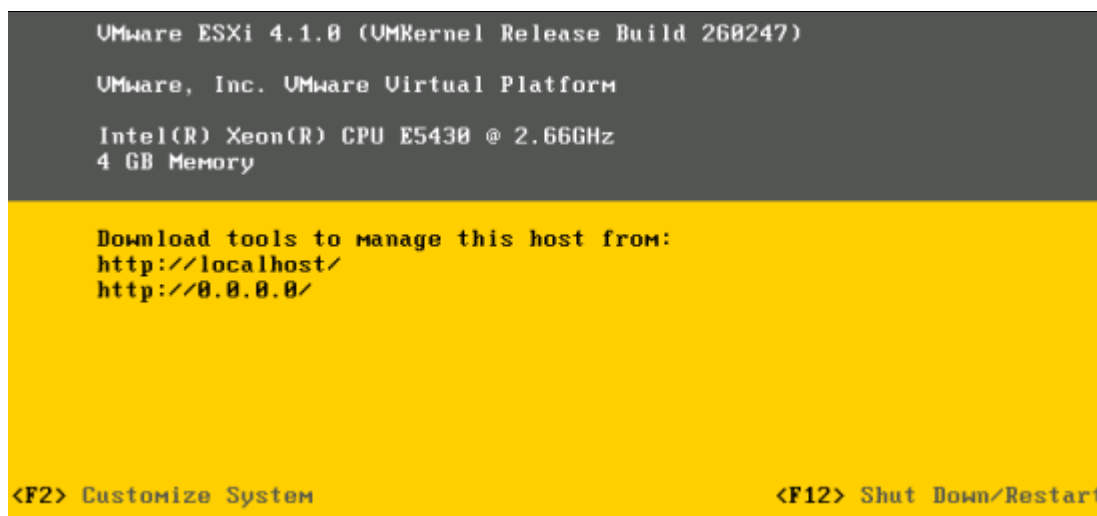 VMware ESXi 4.1.0 (VMKernel Release Build 260247)
VMware, Inc. VMware Virtual Platform
Intel(R) Xeon(R) CPU E5430 @ 2.66GHz
4 GB Memory
Download tools to manage this host from:
http://localhost/
http://0.0.0.0/
<F2> Customize System <F12> Shut Down/Restart